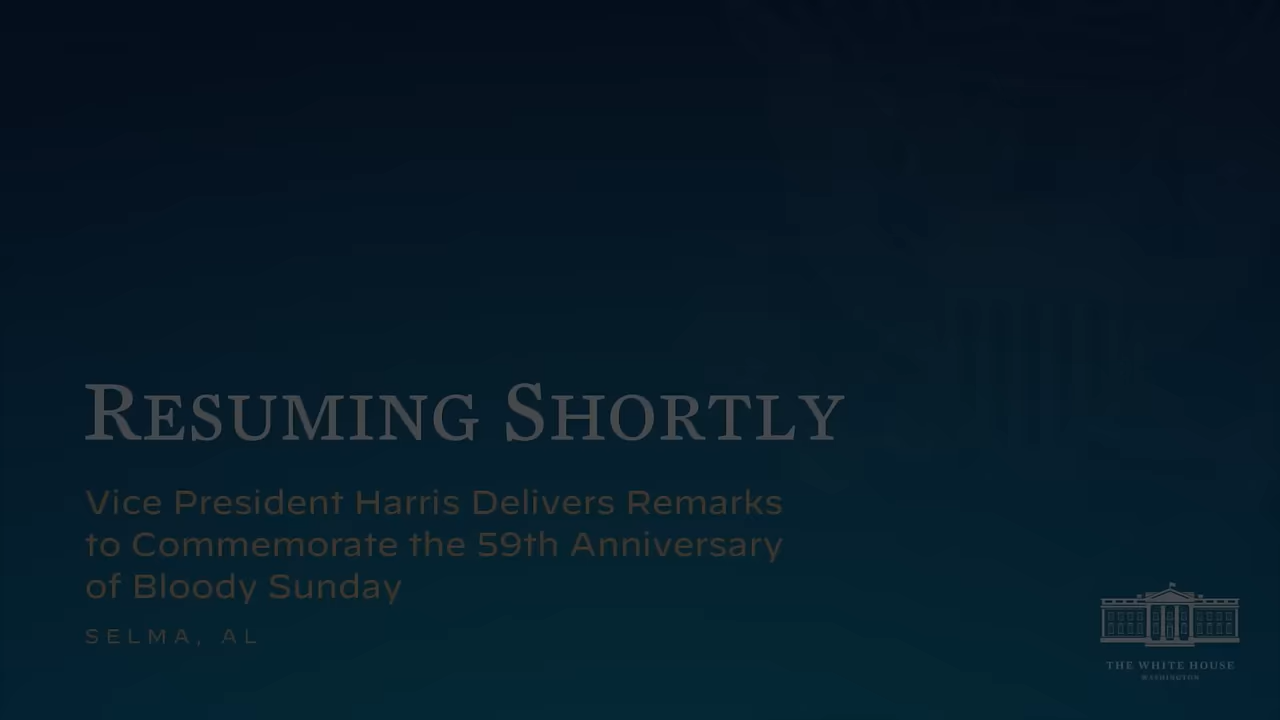 RESUMING SHORTLY
Vice President Harris Delivers Remarks
to Commemorate the 59th Anniversary
of Bloody Sunday
SELMA, AL
THE WHITE HOUSE
WASHINGTON